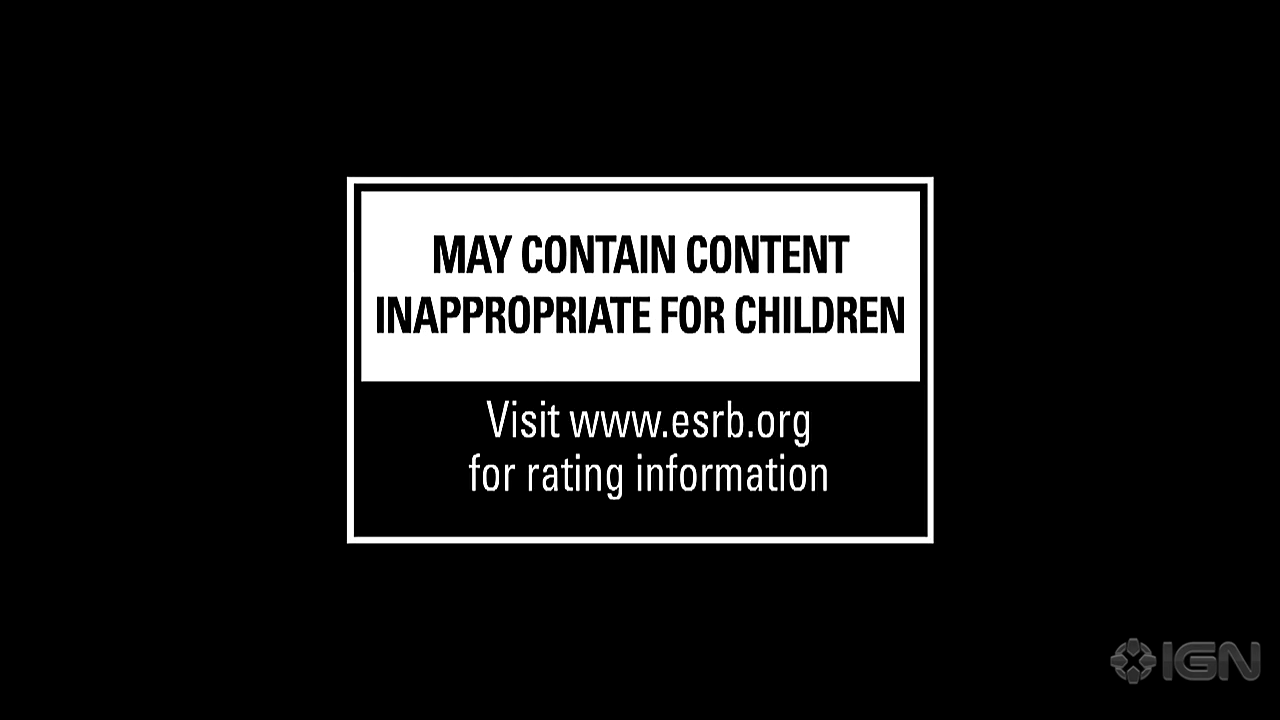 MAY CONTAIN CONTENT
INAPPROPRIATE FOR CHILDREN
Visit www.esrb.org
for rating information
IGN